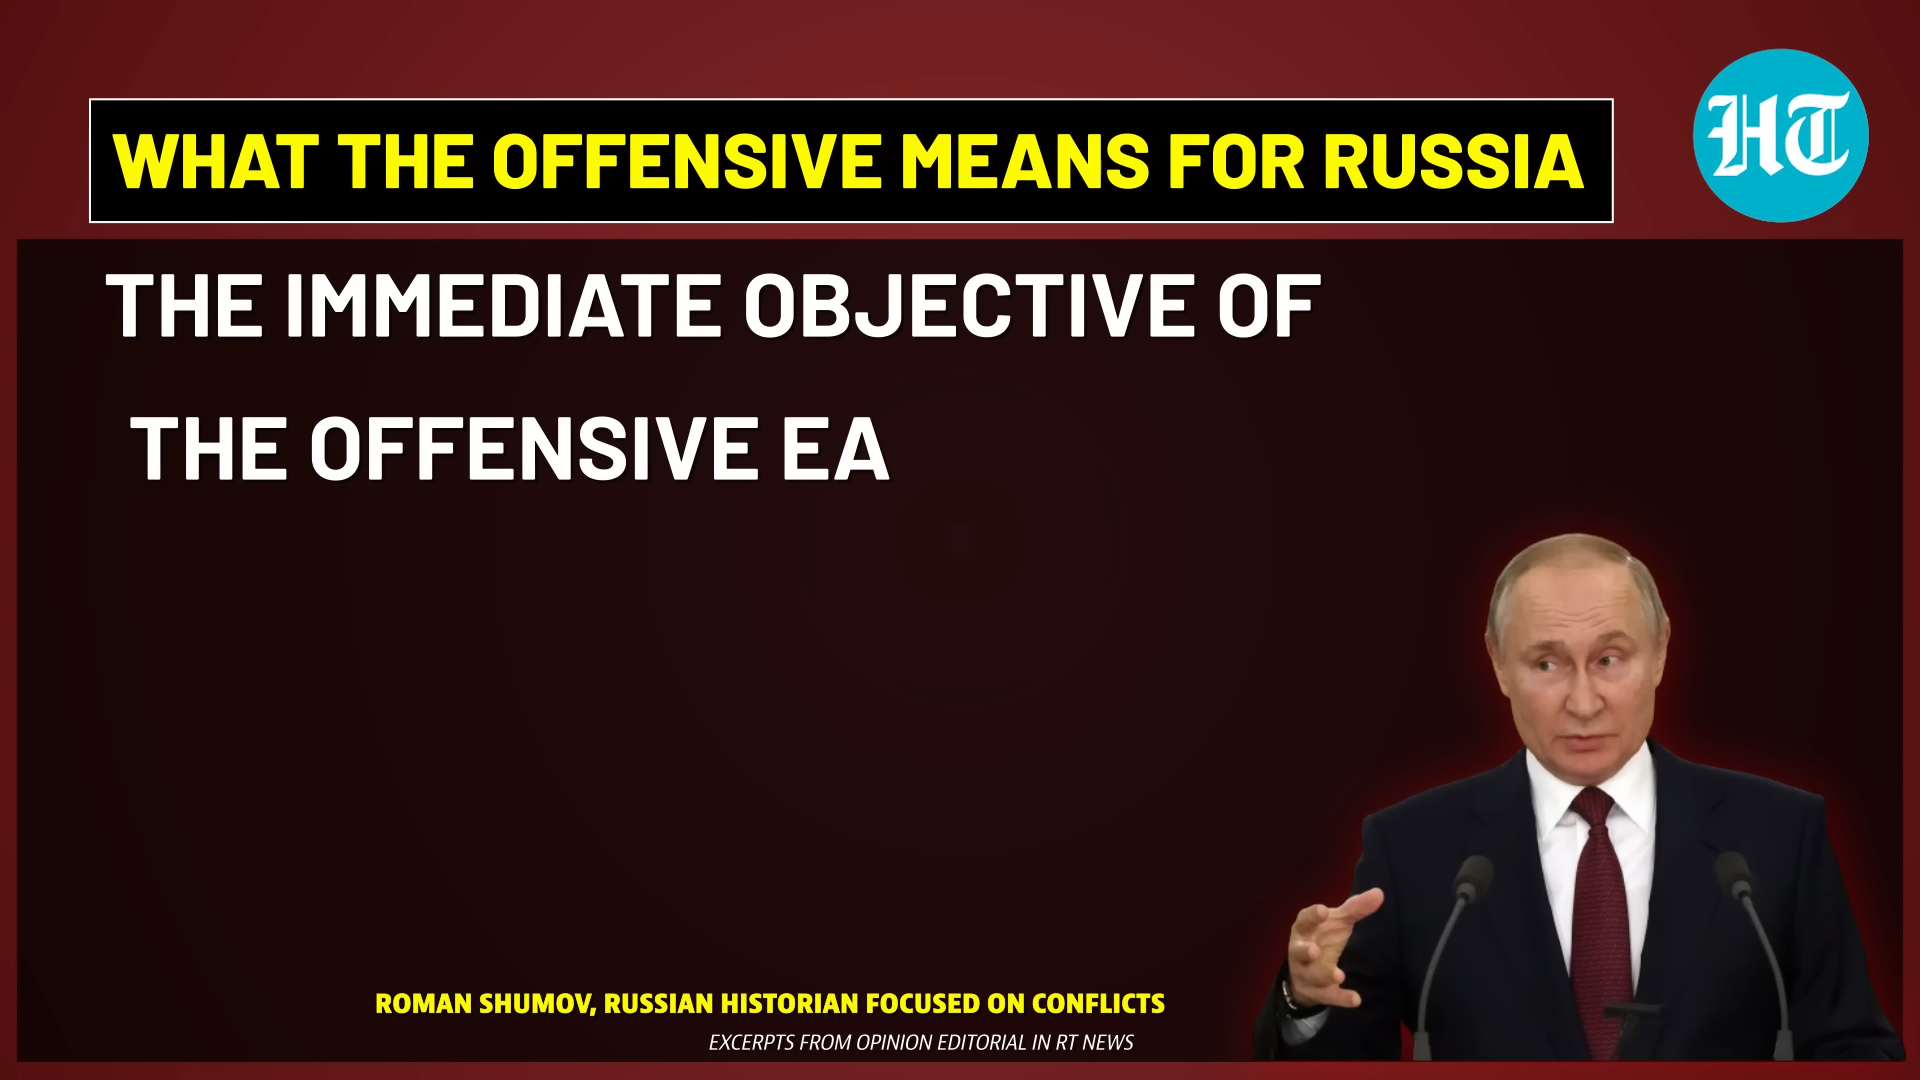 WHAT THE OFFENSIVE MEANS FOR RUSSIA
HT
THE IMMEDIATE OBJECTIVE OF
THE OFFENSIVE EA
ROMAN SHUMOV, RUSSIAN HISTORIAN FOCUSED ON CONFLICTS
EXCERPTS FROM OPINION EDITORIAL IN RT NEWS